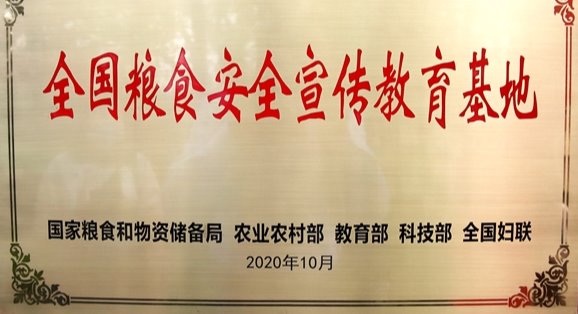 全国粮食安全宣传教育基地
国家粮食和物资储备局 农业农村部 教育部 科技部 全国妇联
2020年10月